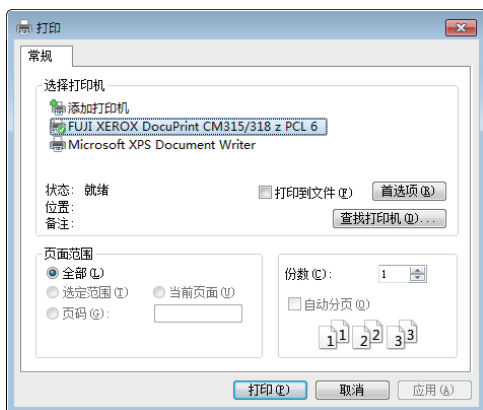 打印
常规
选择打印机
添加打印机
FUJI XEROX DocuPrint CM315/318 z PCL 6
Microsoft XPS Document Writer
状态: 就绪
位置:
备注:
打印到文件(F)
首选项(R)
查找打印机(D)...
页面范围
全部(L)
选定范围(T)
当前页面(U)
页码(G):
份数(C): 1
自动分页(O)
1 1 2 2 3 3
打印(P)
取消
应用(A)